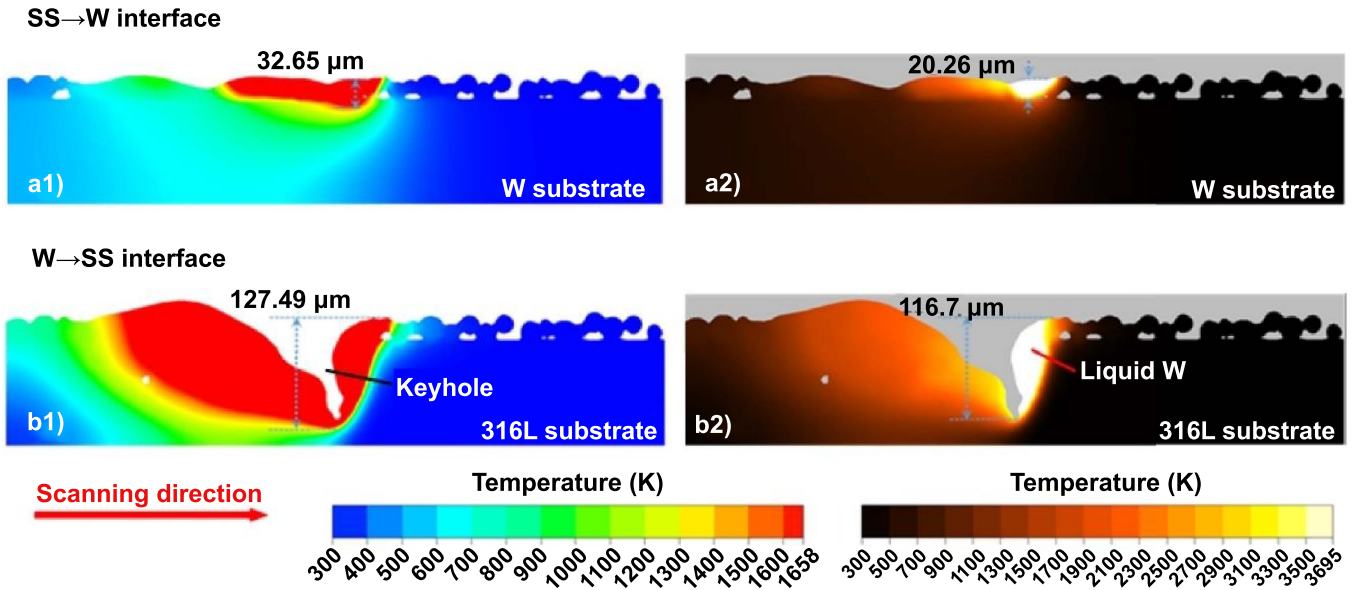 SS→W interface
32.65 μm
20.26 μm
a1)
W substrate
a2)
W substrate
W→SS interface
127.49 μm
116.7 μm
Keyhole
Liquid W
b1)
316L substrate
b2)
316L substrate
Scanning direction
Temperature (K)
Temperature (K)
300 400 500 600 700 800 900 1000 1100 1200 1300 1400 1500 1600 1658
300 500 700 900 1100 1300 1500 1700 1900 2100 2300 2500 2700 2900 3100 3300 3500 3695